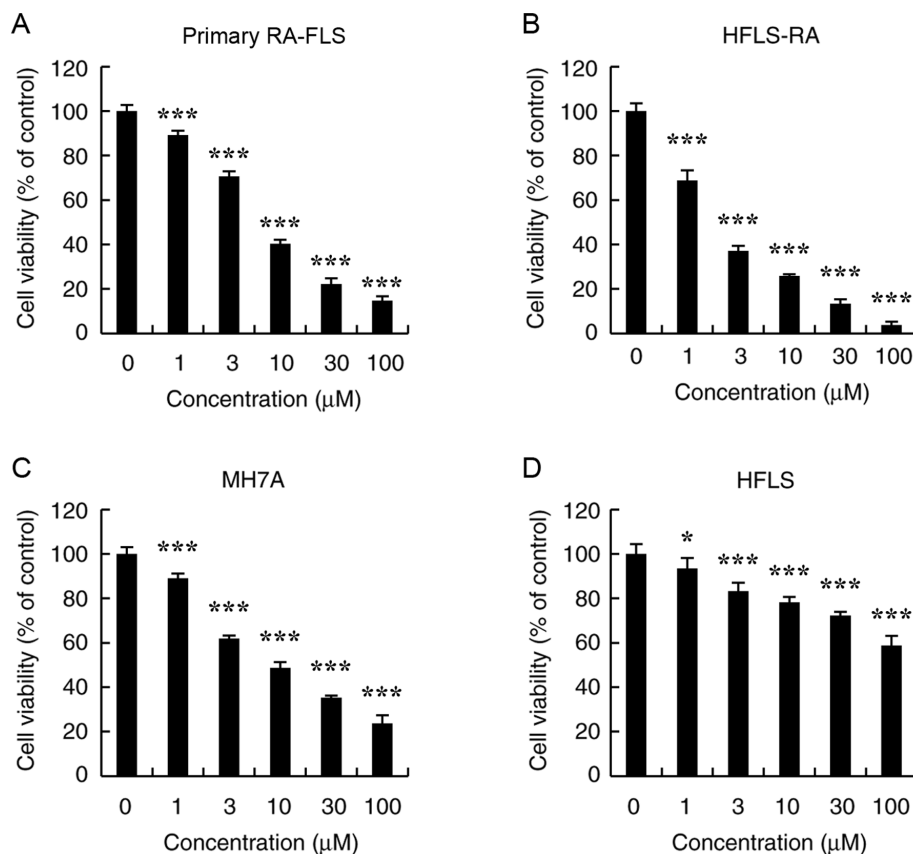 A
Primary RA-FLS
Cell viability (% of control)
120
100
80
60
40
20
0
***
***
***
***
***
0 1 3 10 30 100
Concentration (μM)
B
HFLS-RA
Cell viability (% of control)
120
100
80
60
40
20
0
***
***
***
***
***
0 1 3 10 30 100
Concentration (μM)
C
MH7A
Cell viability (% of control)
120
100
80
60
40
20
0
***
***
***
***
***
0 1 3 10 30 100
Concentration (μM)
D
HFLS
Cell viability (% of control)
120
100
80
60
40
20
0
*
***
***
***
***
0 1 3 10 30 100
Concentration (μM)